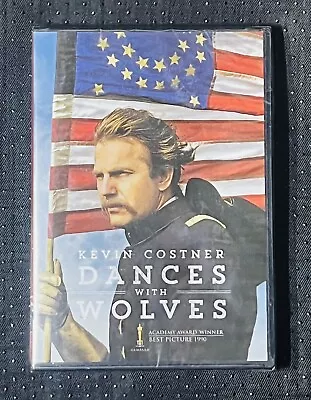 KEVIN COSTNER
DANCES
WITH
WOLVES
ACADEMY AWARD WINNER
BEST PICTURE 1990